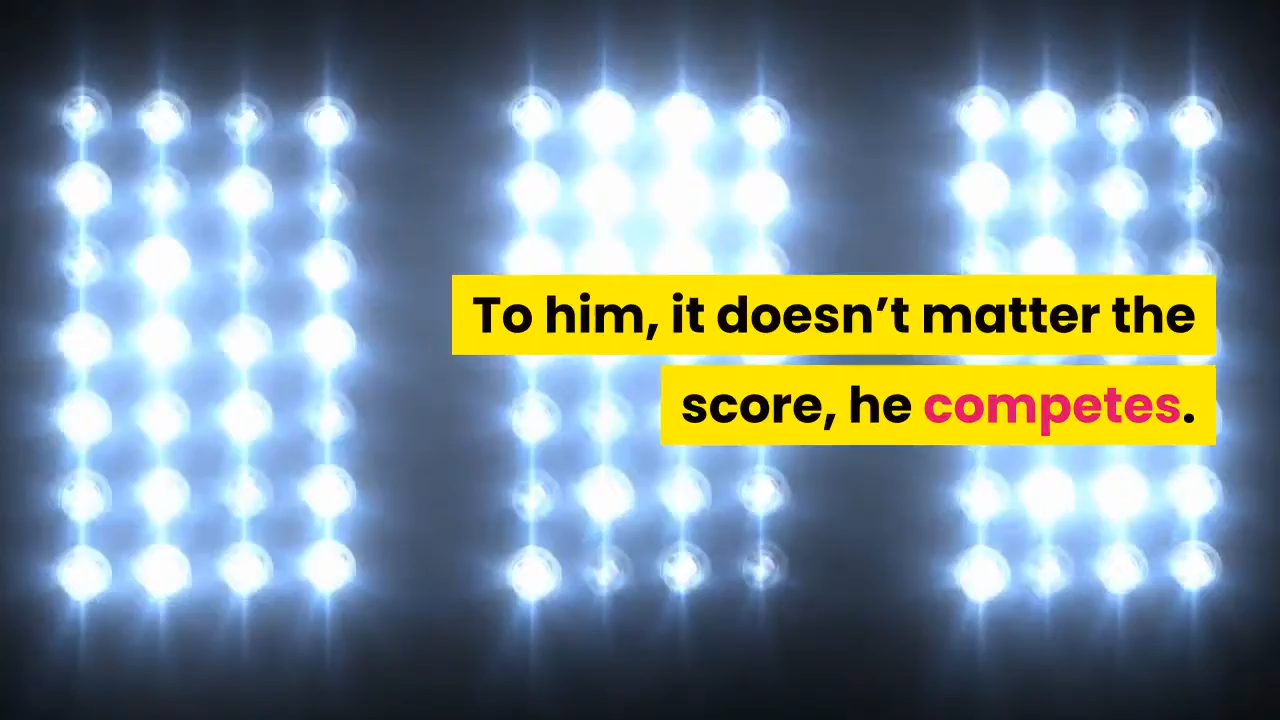 To him, it doesn’t matter the
score, he competes.